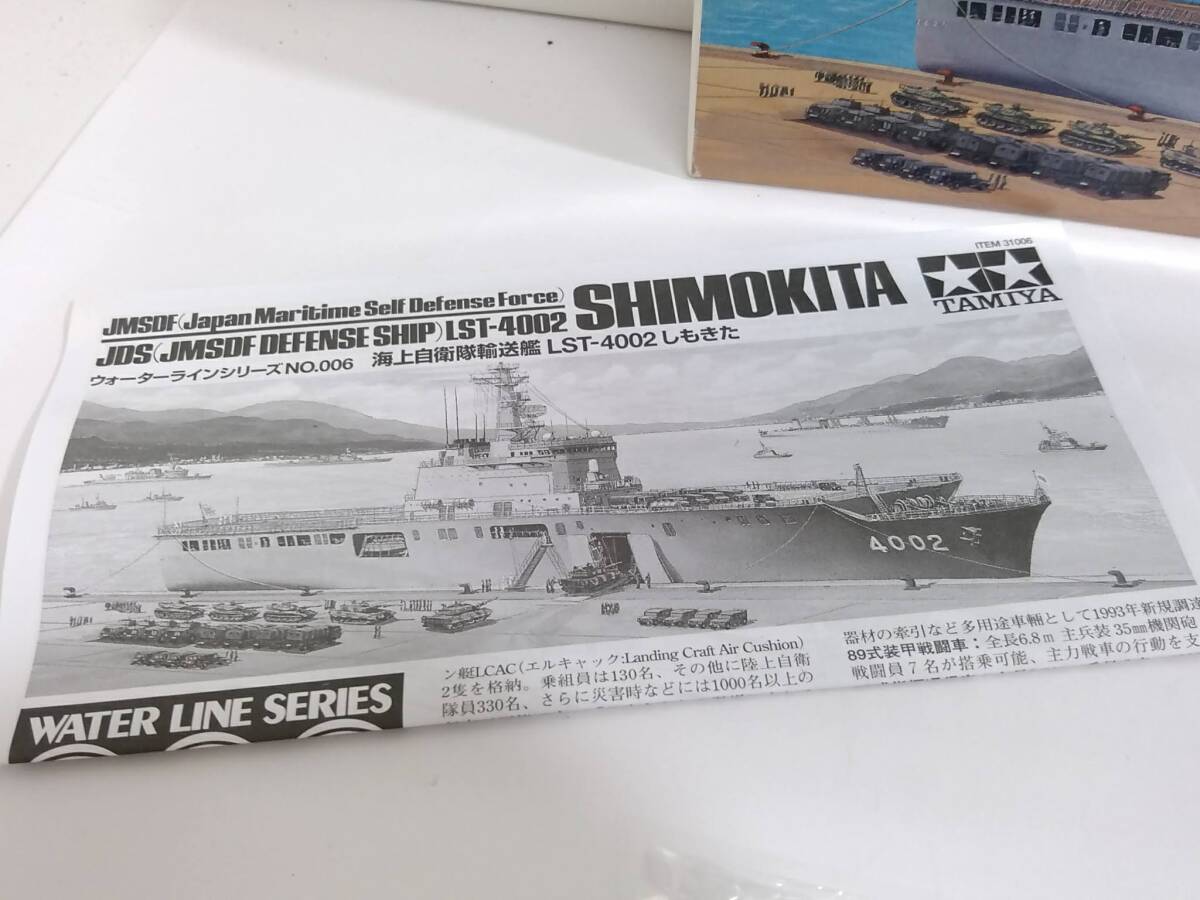 ITEM 31006
JMSDF(Japan Maritime Self Defense Force)
JDS(JMSDF DEFENSE SHIP)LST-4002 SHIMOKITA
TAMIYA
ウォーターラインシリーズNO.006 海上自衛隊輸送艦 LST-4002 しもきた
4002
WATER LINE SERIES
ン艇LCAC(エルキャック:Landing Craft Air Cushion)
2隻を格納。乗組員は130名、その他に陸上自衛
隊員330名、さらに災害時などには1000名以上の
器材の牽引など多用途車輛として1993年新規調達
89式装甲戦闘車：全長6.8m 主兵装35㎜機関砲
戦闘員7名が搭乗可能、主力戦車の行動を支